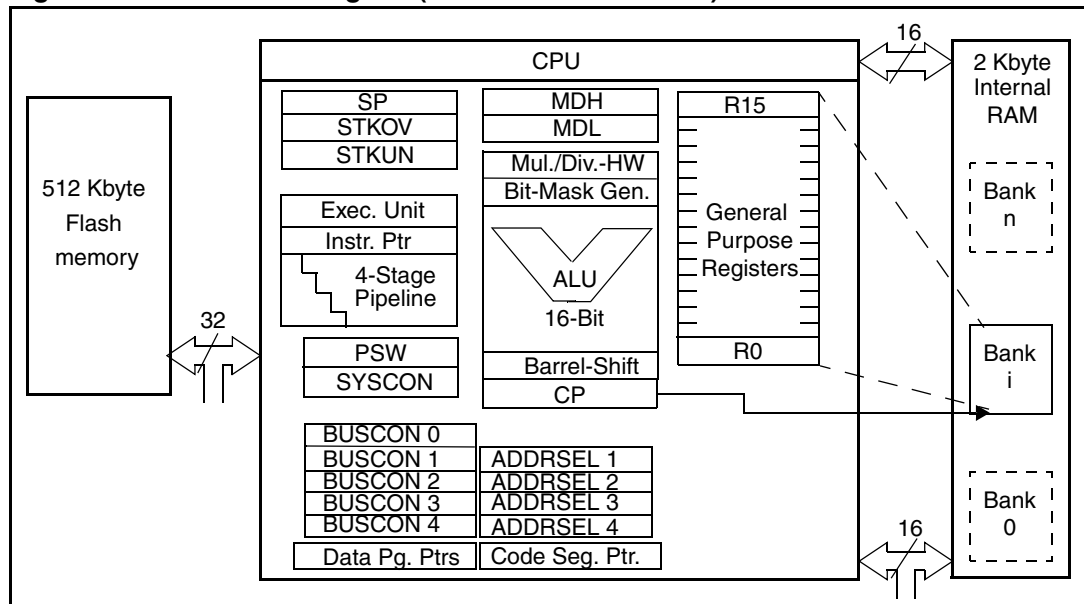 CPU
16
2 Kbyte
Internal
RAM
512 Kbyte
Flash
memory
32
SP
STKOV
STKUN
MDH
MDL
R15
Mul./Div.-HW
Bit-Mask Gen.
Exec. Unit
Instr. Ptr
4-Stage
Pipeline
ALU
16-Bit
General
Purpose
Registers
Bank
n
PSW
SYSCON
Barrel-Shift
CP
R0
Bank
i
BUSCON 0
BUSCON 1
ADDRSEL 1
BUSCON 2
ADDRSEL 2
BUSCON 3
ADDRSEL 3
BUSCON 4
ADDRSEL 4
Data Pg. Ptrs
Code Seg. Ptr.
Bank
0
16